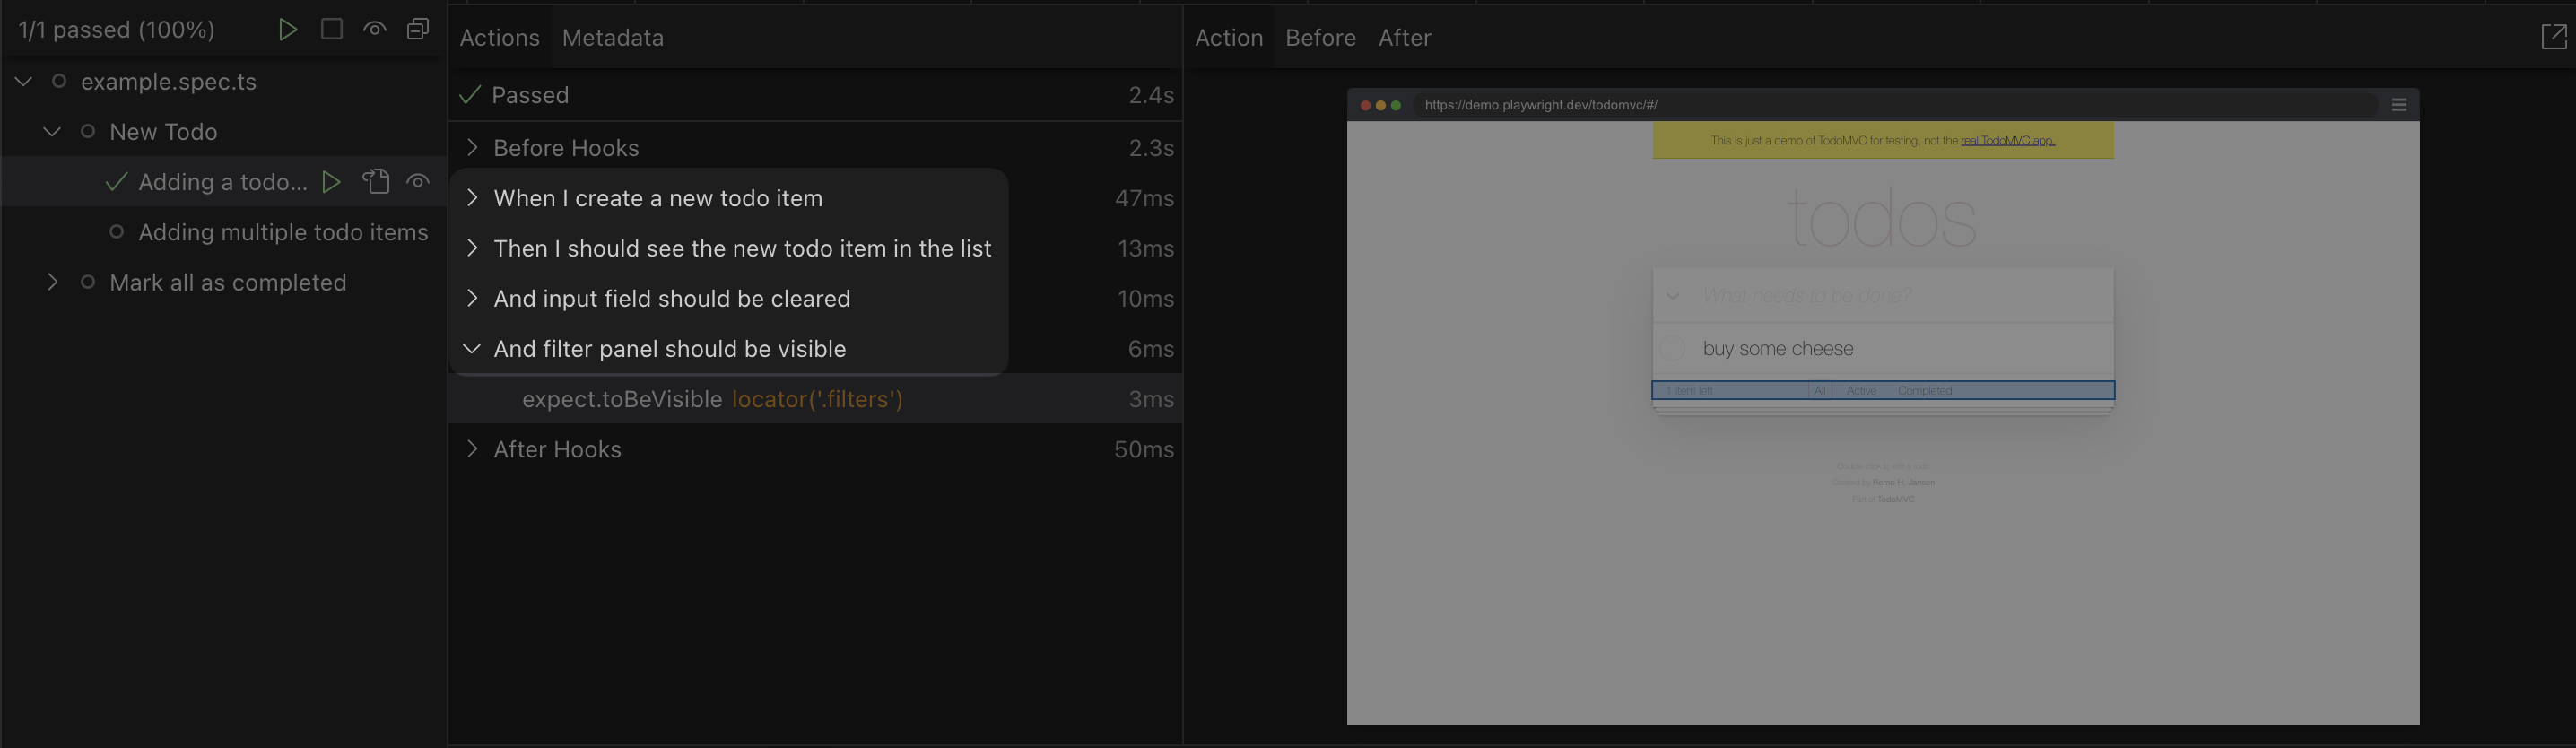 1/1 passed (100%)
example.spec.ts
New Todo
Adding a todo...
Adding multiple todo items
Mark all as completed
Actions Metadata
Passed 2.4s
Before Hooks 2.3s
When I create a new todo item 47ms
Then I should see the new todo item in the list 13ms
And input field should be cleared 10ms
And filter panel should be visible 6ms
expect.toBeVisible locator('.filters') 3ms
After Hooks 50ms
Action Before After
https://demo.playwright.dev/todomvc/#/
This is just a demo of TodoMVC for testing, not the real TodoMVC app.
todos
What needs to be done?
buy some cheese
1 item left All Active Completed
Double-click to edit a todo
Created by Remo H. Jansen
Part of TodoMVC